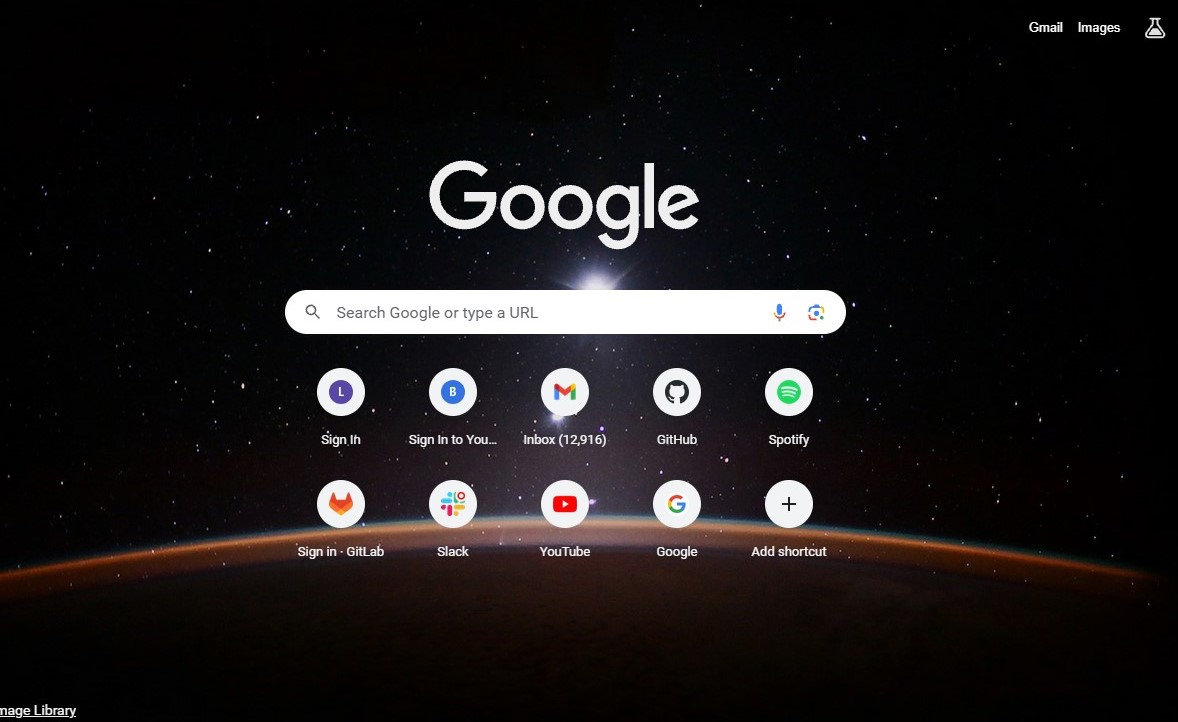 Gmail Images
Google
Search Google or type a URL
L
B
Sign In
Sign In to You...
Inbox (12,916)
GitHub
Spotify
Sign in · GitLab
Slack
YouTube
Google
Add shortcut
mage Library